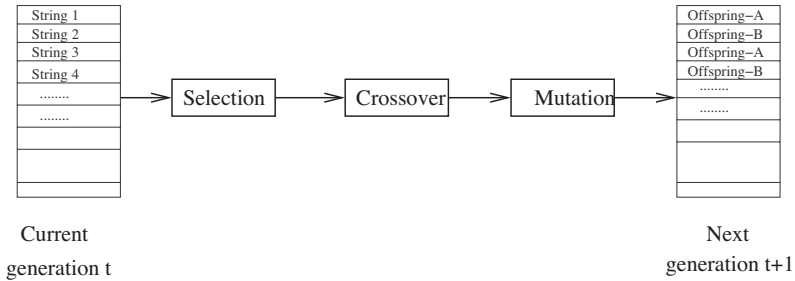 String 1
String 2
String 3
String 4
........
........
Selection
Crossover
Mutation
Offspring−A
Offspring−B
Offspring−A
Offspring−B
........
........
Current
generation t
Next
generation t+1